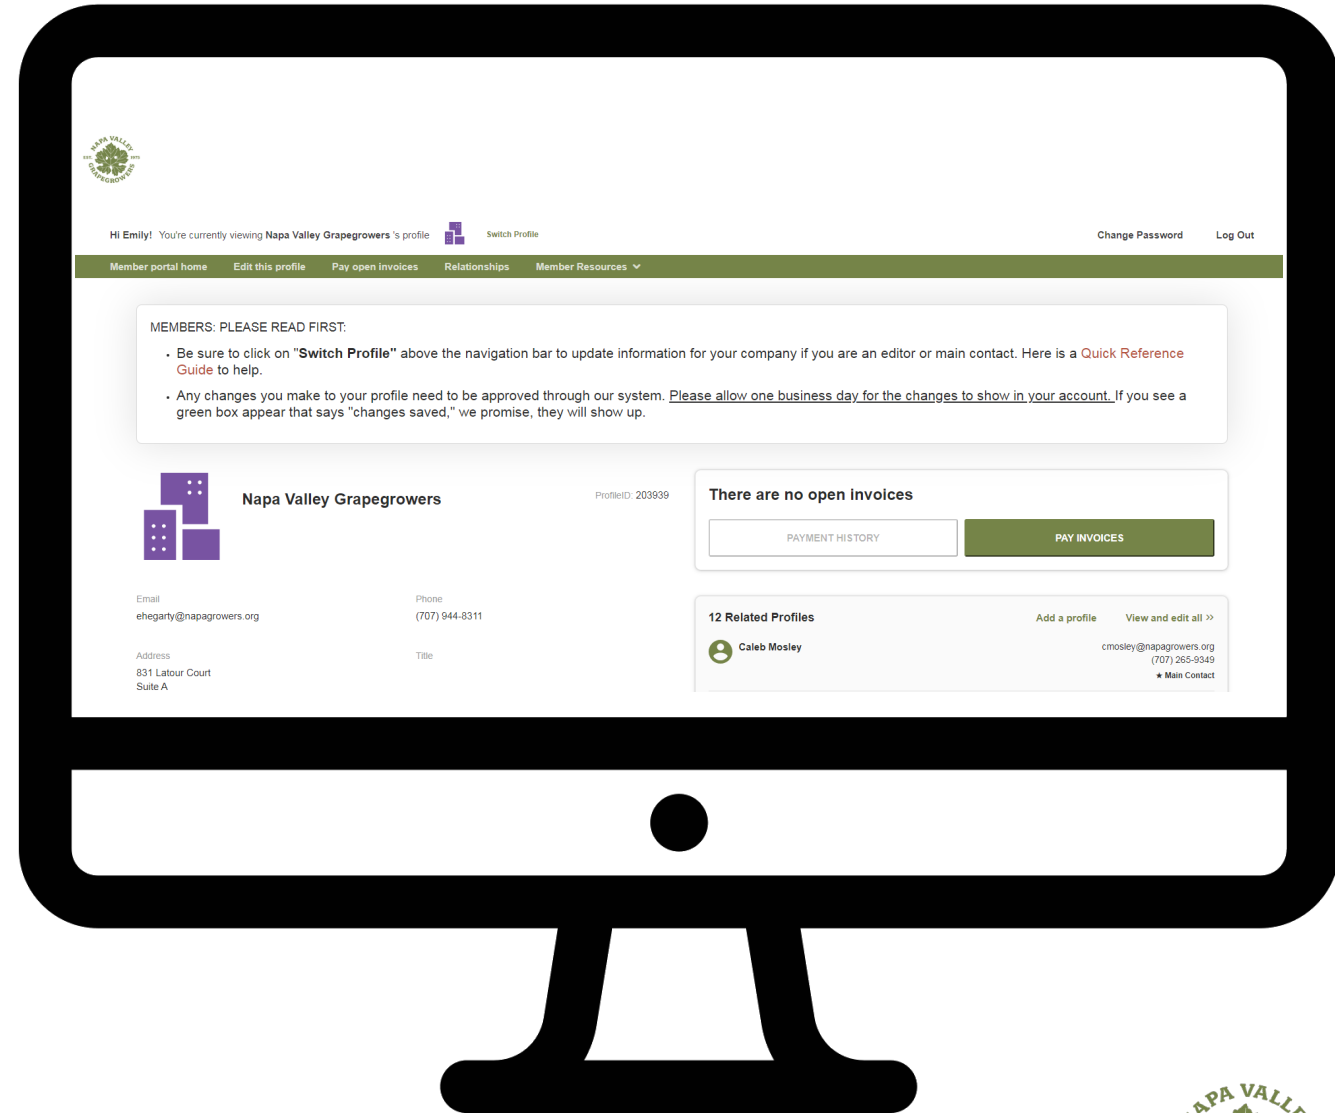 NAPA VALLEY
EST. 1975
GRAPEGROWERS
Hi Emily! You're currently viewing Napa Valley Grapegrowers 's profile
Switch Profile
Change Password Log Out
Member portal home Edit this profile Pay open invoices Relationships Member Resources
MEMBERS: PLEASE READ FIRST:
• Be sure to click on "Switch Profile" above the navigation bar to update information for your company if you are an editor or main contact. Here is a Quick Reference
Guide to help.
• Any changes you make to your profile need to be approved through our system. Please allow one business day for the changes to show in your account. If you see a
green box appear that says "changes saved," we promise, they will show up.
Napa Valley Grapegrowers
ProfileID: 203939
There are no open invoices
PAYMENT HISTORY PAY INVOICES
Email
ehegarty@napagrowers.org
Phone
(707) 944-8311
Address
831 Latour Court
Suite A
Title
12 Related Profiles Add a profile View and edit all »
Caleb Mosley
cmosley@napagrowers.org
(707) 265-9349
★ Main Contact